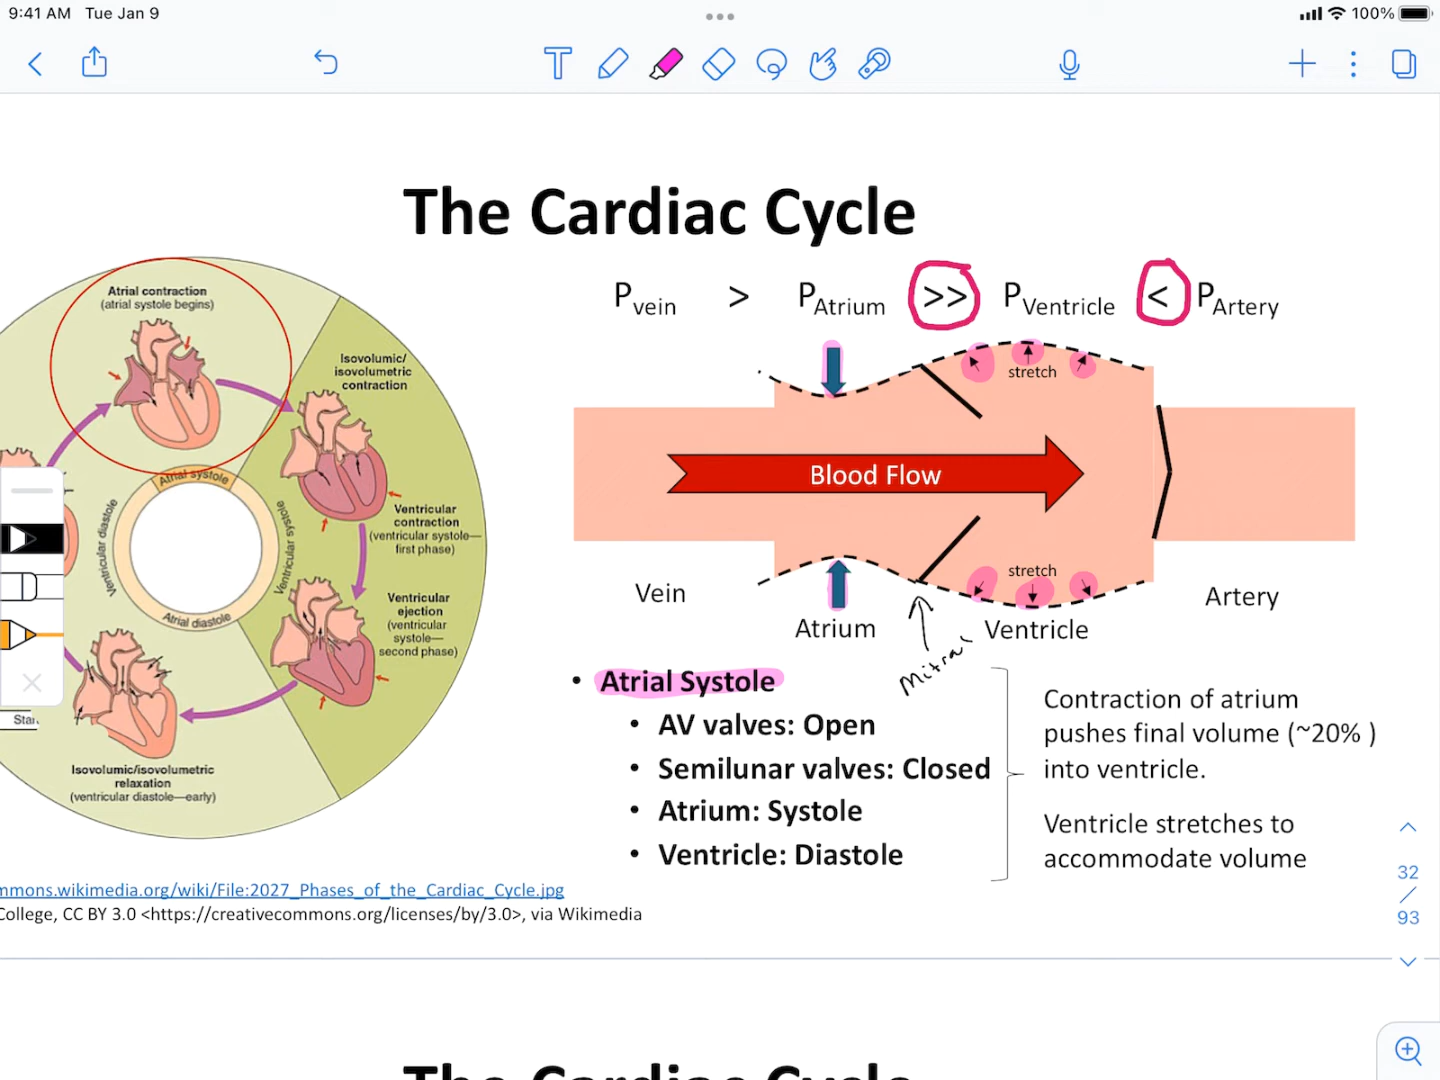 9:41 AM Tue Jan 9
100%
The Cardiac Cycle
P vein > P Atrium >> P Ventricle < P Artery
Atrial contraction
(atrial systole begins)
Isovolumic/
isovolumetric
contraction
Ventricular
contraction
(ventricular systole—
first phase)
Ventricular
ejection
(ventricular
systole—
second phase)
Isovolumic/isovolumetric
relaxation
(ventricular diastole—early)
Atrial systole
Ventricular systole
Atrial diastole
Ventricular diastole
stretch
Blood Flow
stretch
Vein
Atrium
Mitral
Ventricle
Artery
• Atrial Systole
• AV valves: Open
• Semilunar valves: Closed
• Atrium: Systole
• Ventricle: Diastole
Contraction of atrium
pushes final volume (~20% )
into ventricle.
Ventricle stretches to
accommodate volume
mmons.wikimedia.org/wiki/File:2027_Phases_of_the_Cardiac_Cycle.jpg
College, CC BY 3.0 <https://creativecommons.org/licenses/by/3.0>, via Wikimedia
32
/
93
The Cardiac Cycle